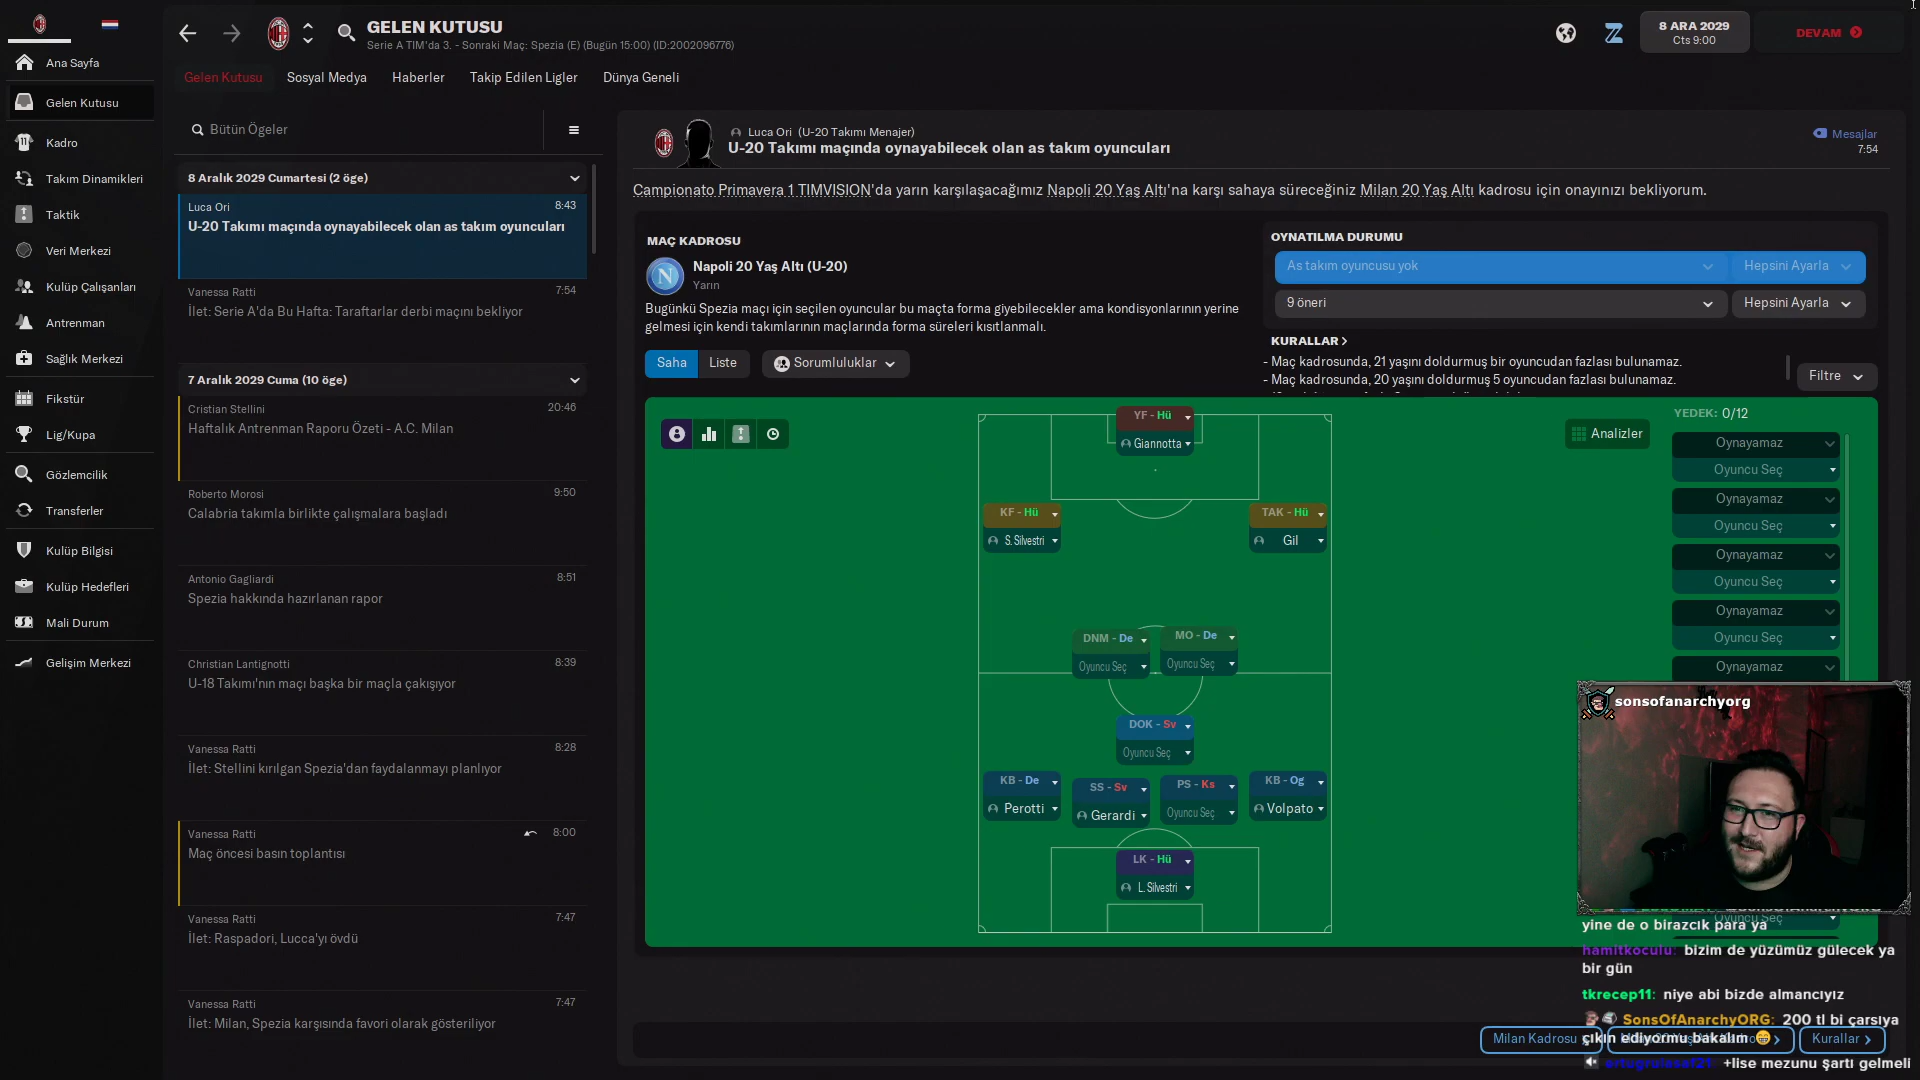 GELEN KUTUSU
Serie A TIM'da 3. - Sonraki Maç: Spezia (E) (Bugün 15:00) (ID:2002096776)
8 ARA 2029
Cts 9:00
DEVAM
Ana Sayfa
Gelen Kutusu
Kadro
Takım Dinamikleri
Taktik
Veri Merkezi
Kulüp Çalışanları
Antrenman
Sağlık Merkezi
Fikstür
Lig/Kupa
Gözlemcilik
Transferler
Kulüp Bilgisi
Kulüp Hedefleri
Mali Durum
Gelişim Merkezi
Gelen Kutusu
Sosyal Medya
Haberler
Takip Edilen Ligler
Dünya Geneli
Bütün Ögeler
8 Aralık 2029 Cumartesi (2 öge)
Luca Ori
8:43
U-20 Takımı maçında oynayabilecek olan as takım oyuncuları
Vanessa Ratti
7:54
İlet: Serie A'da Bu Hafta: Taraftarlar derbi maçını bekliyor
7 Aralık 2029 Cuma (10 öge)
Cristian Stellini
20:46
Haftalık Antrenman Raporu Özeti - A.C. Milan
Roberto Morosi
9:50
Calabria takımla birlikte çalışmalara başladı
Antonio Gagliardi
8:51
Spezia hakkında hazırlanan rapor
Christian Lantignotti
8:39
U-18 Takımı'nın maçı başka bir maçla çakışıyor
Vanessa Ratti
8:28
İlet: Stellini kırılgan Spezia'dan faydalanmayı planlıyor
Vanessa Ratti
8:00
Maç öncesi basın toplantısı
Vanessa Ratti
7:47
İlet: Raspadori, Lucca'yı övdü
Vanessa Ratti
7:47
İlet: Milan, Spezia karşısında favori olarak gösteriliyor
Luca Ori (U-20 Takımı Menajer)
U-20 Takımı maçında oynayabilecek olan as takım oyuncuları
Mesajlar
7:54
Campionato Primavera 1 TIMVISION'da yarın karşılaşacağımız Napoli 20 Yaş Altı'na karşı sahaya süreceğiniz Milan 20 Yaş Altı kadrosu için onayınızı bekliyorum.
MAÇ KADROSU
Napoli 20 Yaş Altı (U-20)
Yarın
Bugünkü Spezia maçı için seçilen oyuncular bu maçta forma giyebilecekler ama kondisyonlarının yerine
gelmesi için kendi takımlarının maçlarında forma süreleri kısıtlanmalı.
OYNATILMA DURUMU
As takım oyuncusu yok
Hepsini Ayarla
9 öneri
Hepsini Ayarla
KURALLAR >
- Maç kadrosunda, 21 yaşını doldurmuş bir oyuncudan fazlası bulunamaz.
- Maç kadrosunda, 20 yaşını doldurmuş 5 oyuncudan fazlası bulunamaz.
Filtre
Saha
Liste
Sorumluluklar
Analizler
YEDEK: 0/12
Oynayamaz
Oyuncu Seç
Oynayamaz
Oyuncu Seç
Oynayamaz
Oyuncu Seç
Oynayamaz
Oyuncu Seç
Oynayamaz
Oyuncu Seç
YF - Hü
Giannotta
KF - Hü
S. Silvestri
TAK - Hü
Gil
DNM - De
Oyuncu Seç
MO - De
Oyuncu Seç
DOK - Sv
Oyuncu Seç
KB - De
Perotti
SS - Sv
Gerardi
PS - Ks
Oyuncu Seç
KB - Og
Volpato
LK - Hü
L. Silvestri
sonsofanarchyorg
yine de o birazcık para ya
hamitkoculu: bizim de yüzümüz gülecek ya
bir gün
tkrecep11: niye abi bizde almancıyız
SonsOfAnarchyORG: 200 tl bi çarsıya
çıkın ediyormu bakalım
+lise mezunu şartı gelmeli
Milan Kadrosu
Kurallar >